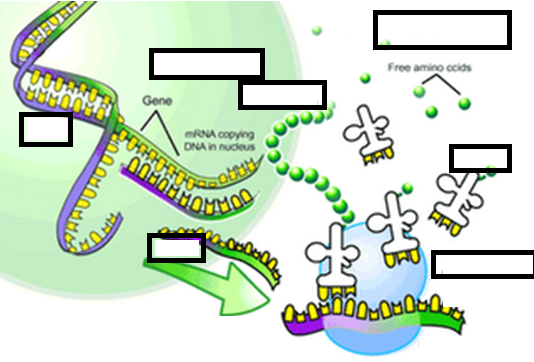 Free amino ccids
Gene
mRNA copying
DNA in nucleus